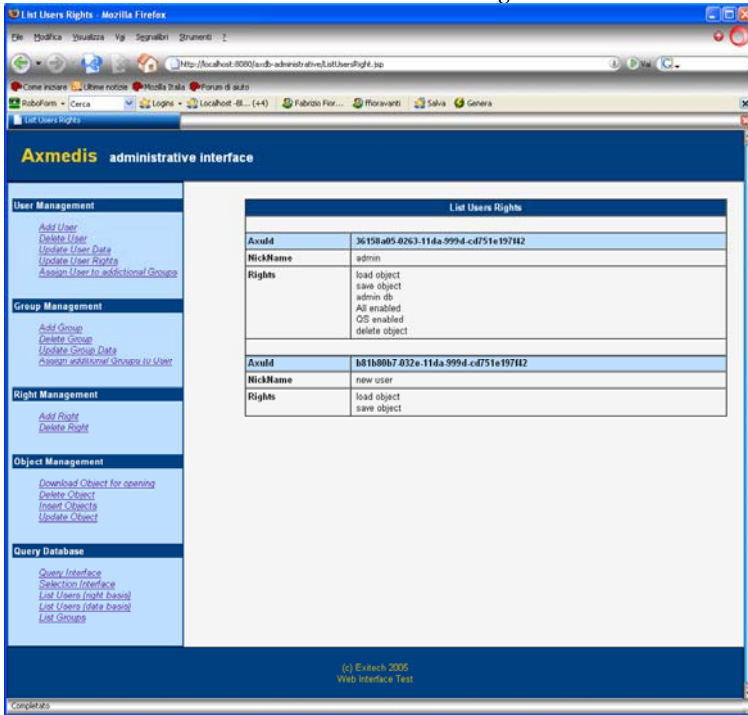 List Users Rights - Mozilla Firefox
File Modifica Visualizza Vai Segnalibri Strumenti ?
http://localhost:8080/axdb-administrative/ListUsersRight.jsp Vai
Come iniziare Ultime notizie Mozilla Italia Forum di aiuto
RoboForm Cerca Logins Localhost -8l... (+4) Fabrizio Fior... ffioravanti Salva Genera
List Users Rights
Axmedis administrative interface
User Management
Add User
Delete User
Update User Data
Update User Rights
Assign User to addictional Groups
Group Management
Add Group
Delete Group
Update Group Data
Assign additional Groups to User
Right Management
Add Right
Delete Right
Object Management
Download Object for opening
Delete Object
Insert Objects
Update Object
Query Database
Query Interface
Selection Interface
List Users (right basis)
List Users (data basis)
List Groups
List Users Rights
AxuId 36158a05-0263-11da-999d-cd751e197f42
NickName admin
Rights load object
save object
admin db
All enabled
QS enabled
delete object
AxuId b81b80b7-032e-11da-999d-cd751e197f42
NickName new user
Rights load object
save object
(c) Exitech 2005
Web Interface Test
Completato